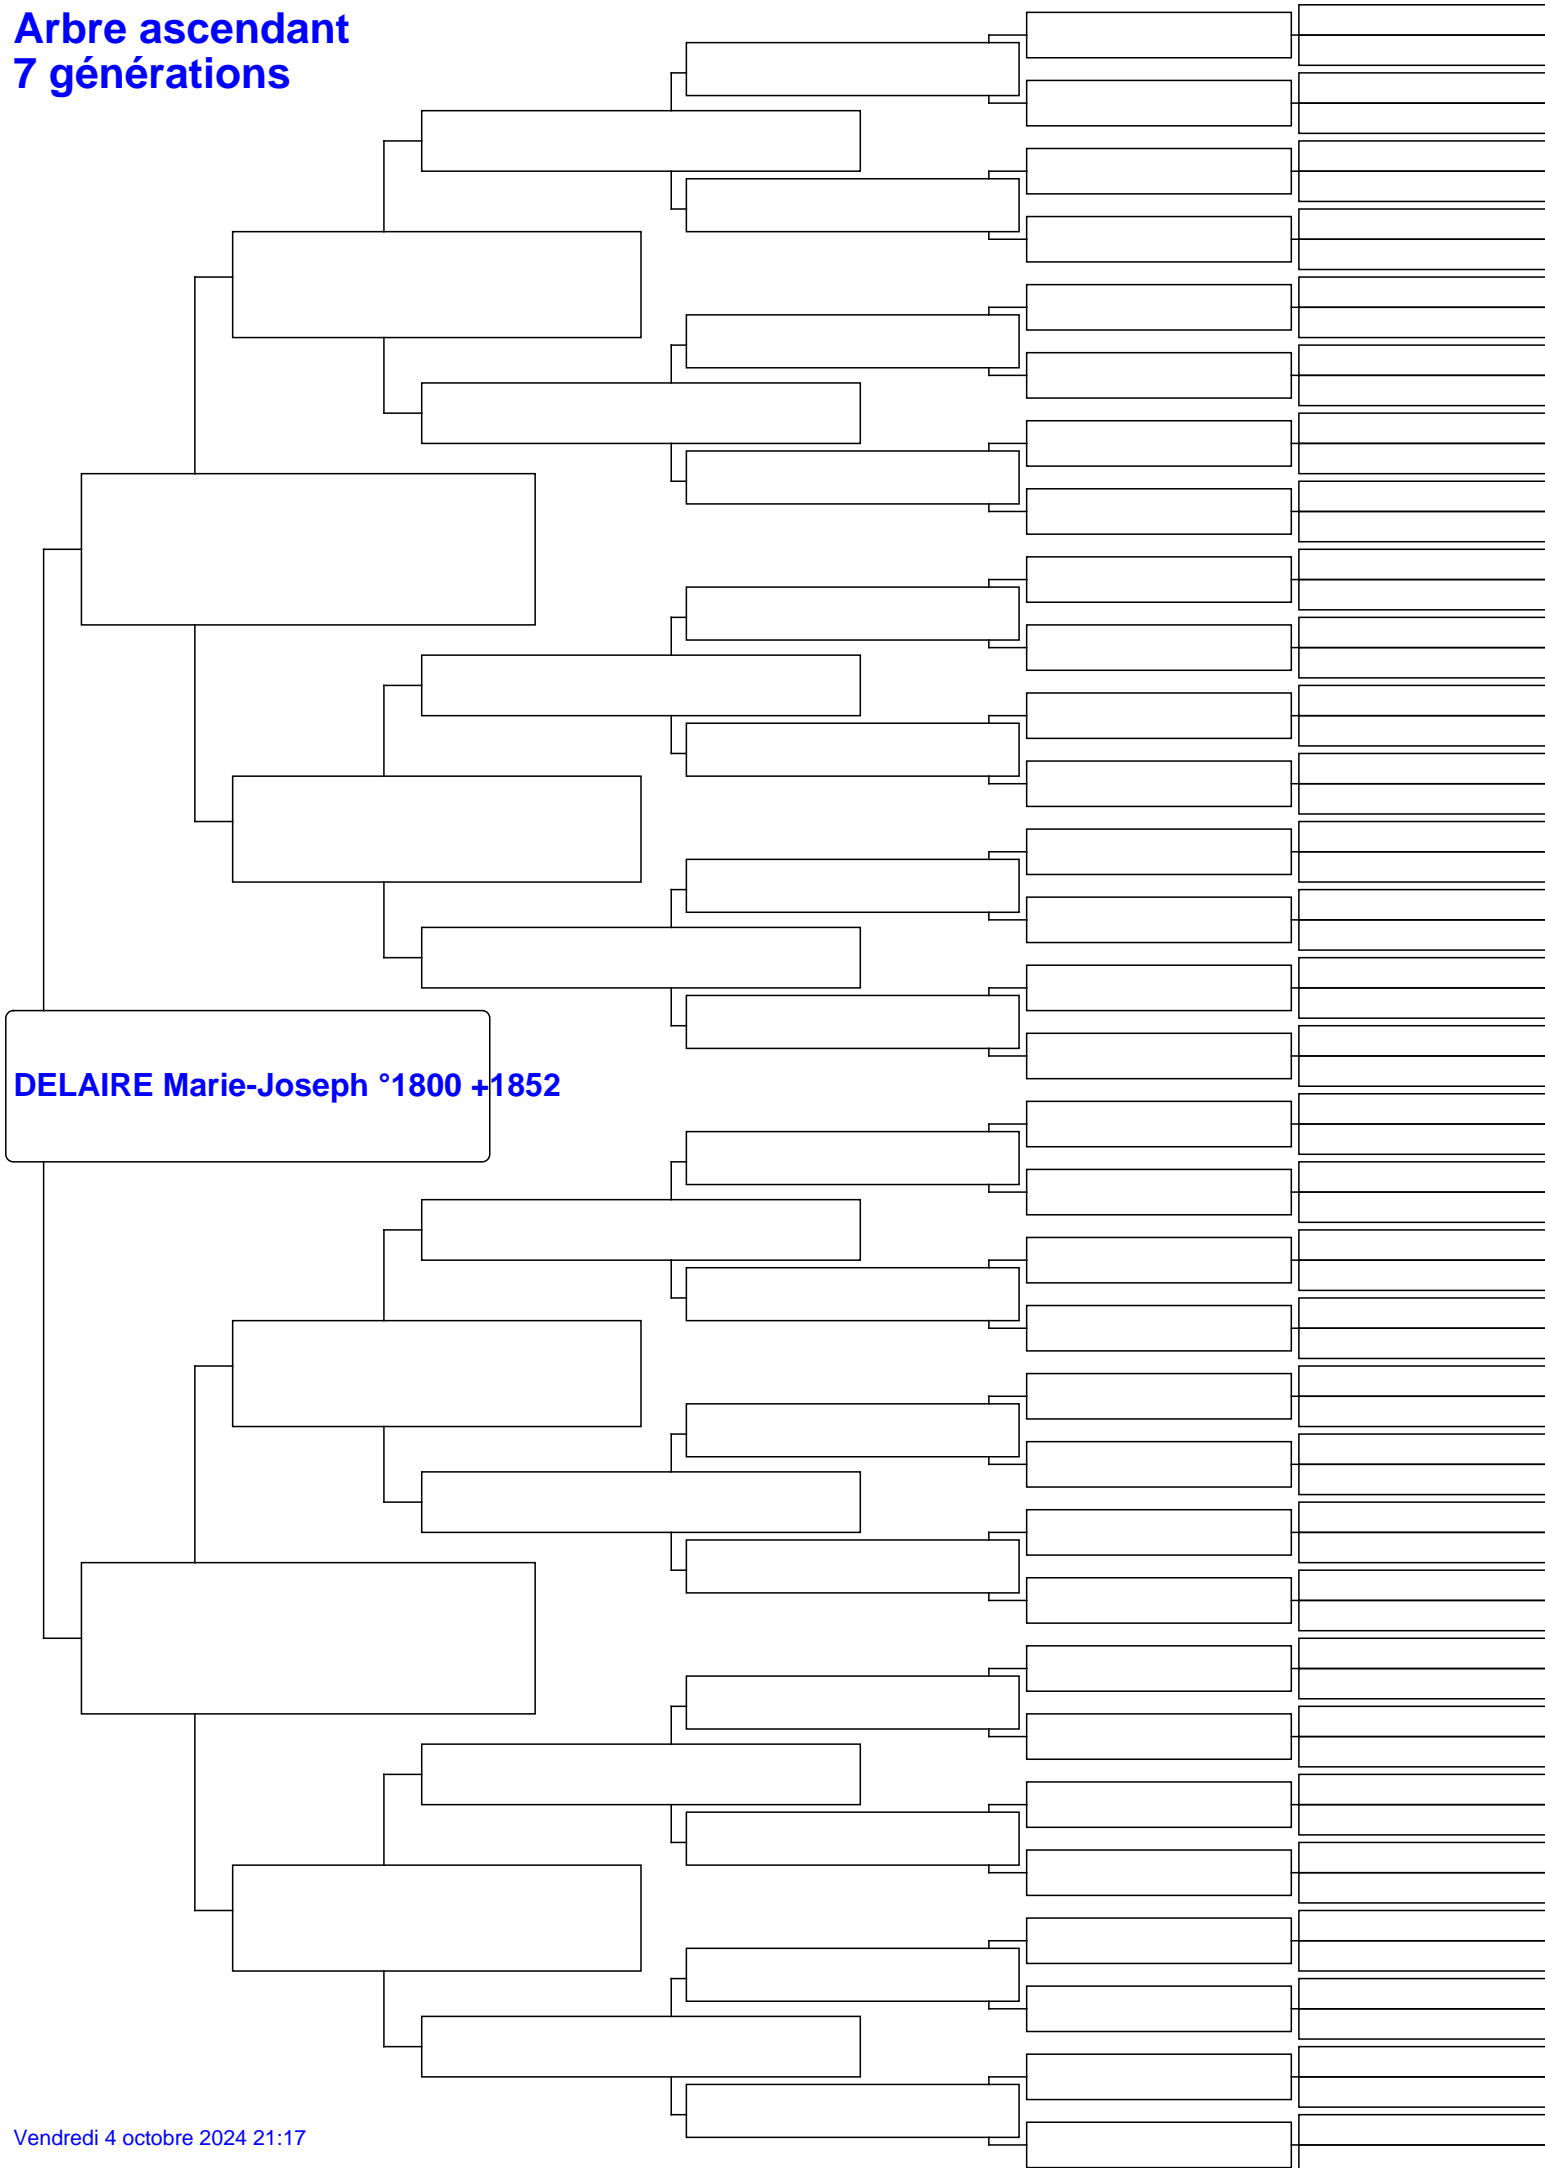 Arbre ascendant
7 générations
DELAIRE Marie-Joseph °1800 +1852
Vendredi 4 octobre 2024 21:17